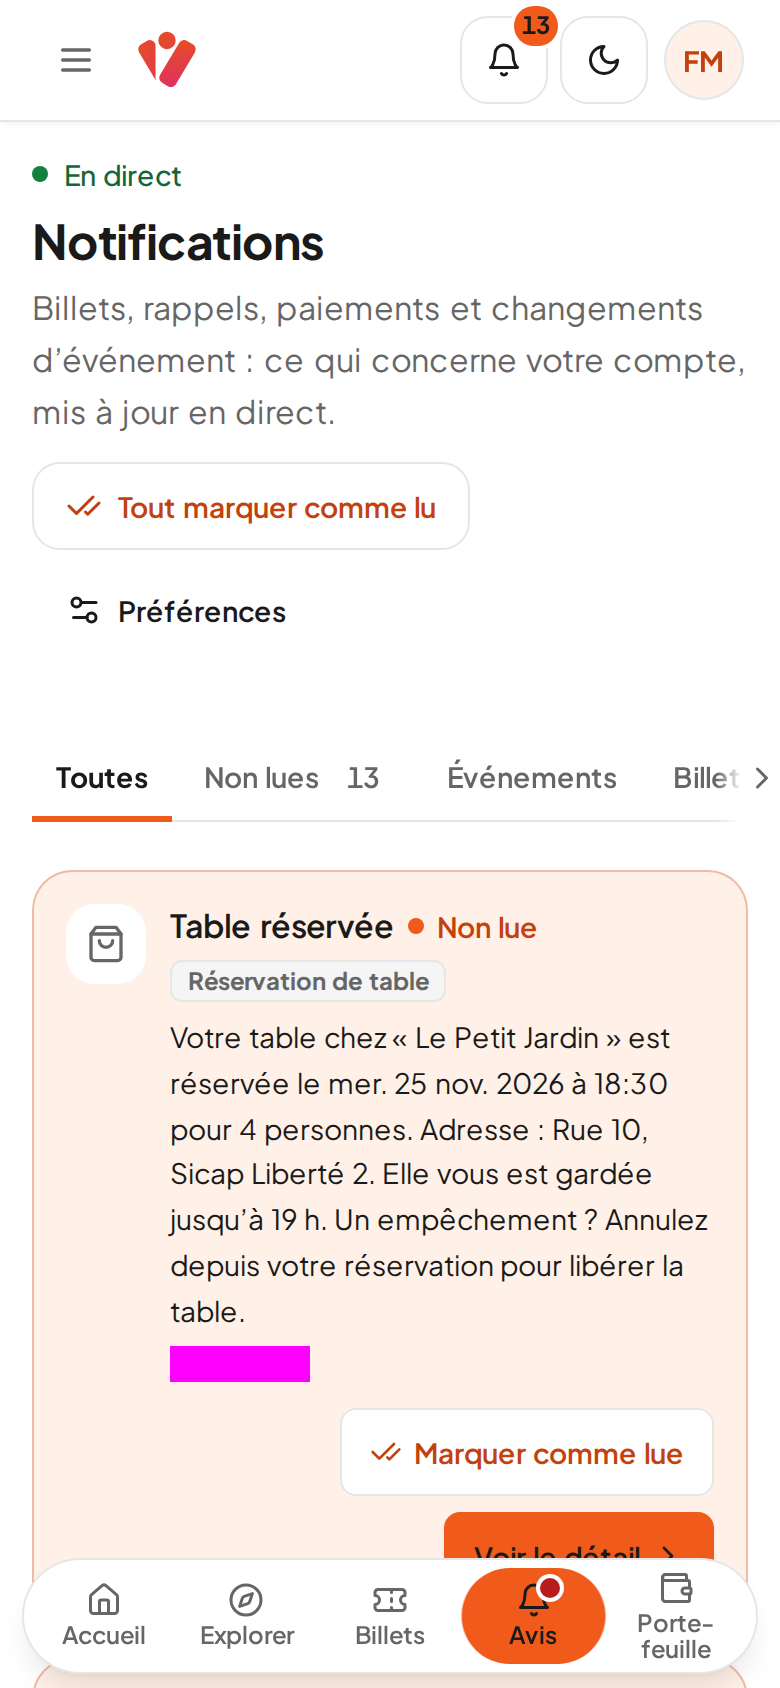 13
FM
En direct
Notifications
Billets, rappels, paiements et changements
d’événement : ce qui concerne votre compte,
mis à jour en direct.
Tout marquer comme lu
Préférences
Toutes
Non lues 13
Événements
Billet
Table réservée
Non lue
Réservation de table
Votre table chez « Le Petit Jardin » est
réservée le mer. 25 nov. 2026 à 18:30
pour 4 personnes. Adresse : Rue 10,
Sicap Liberté 2. Elle vous est gardée
jusqu’à 19 h. Un empêchement ? Annulez
depuis votre réservation pour libérer la
table.
Marquer comme lue
Voir le détail
Accueil
Explorer
Billets
Avis
Porte-
feuille